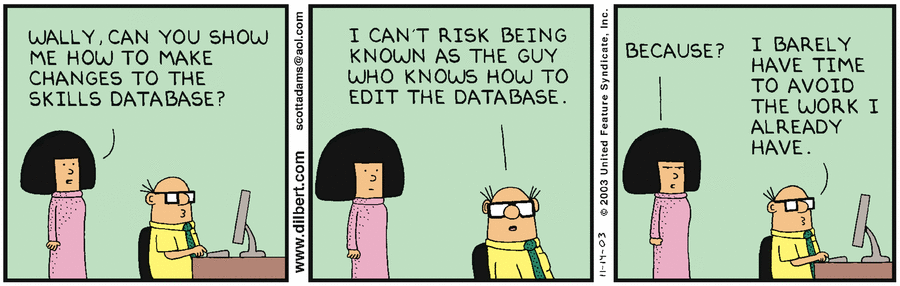 WALLY, CAN YOU SHOW
ME HOW TO MAKE
CHANGES TO THE
SKILLS DATABASE?
www.dilbert.com
scottadams@aol.com
I CAN'T RISK BEING
KNOWN AS THE GUY
WHO KNOWS HOW TO
EDIT THE DATABASE.
11-14-03
© 2003 United Feature Syndicate, Inc.
BECAUSE?
I BARELY
HAVE TIME
TO AVOID
THE WORK I
ALREADY
HAVE.